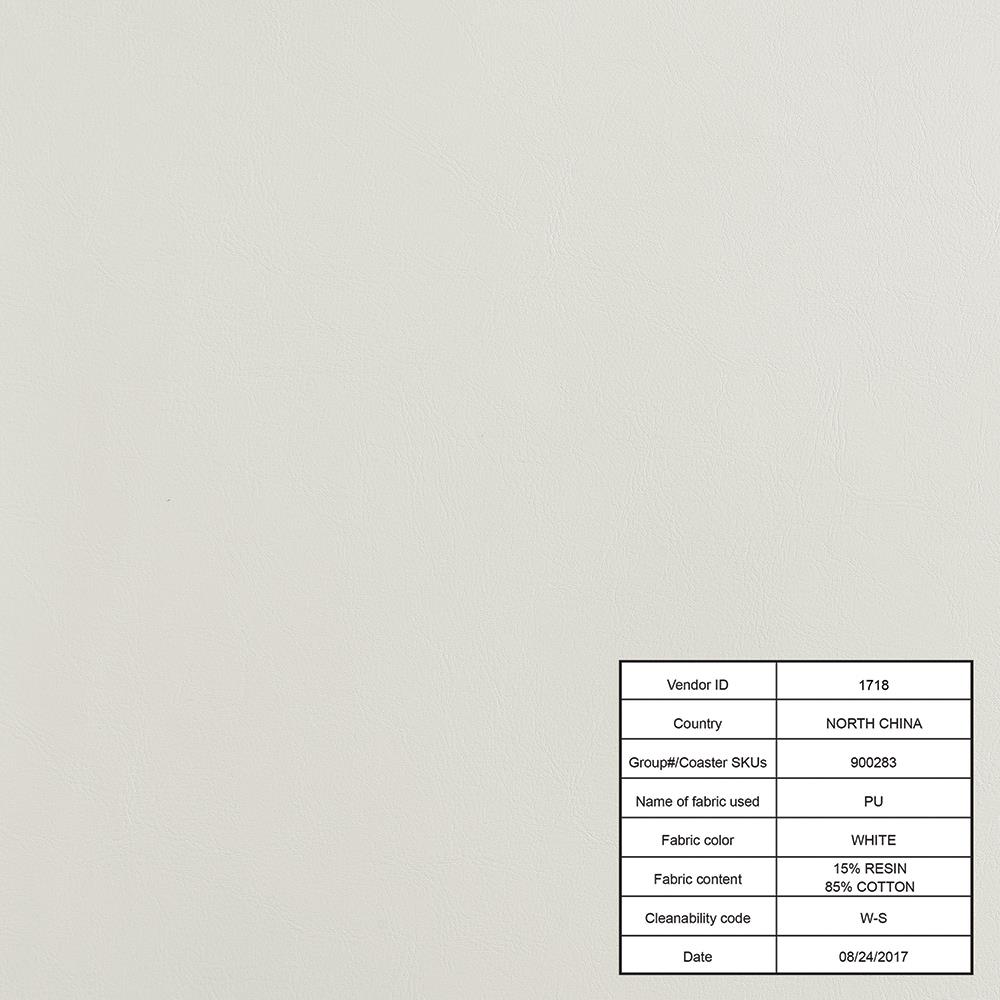 Vendor ID 1718
Country NORTH CHINA
Group#/Coaster SKUs 900283
Name of fabric used PU
Fabric color WHITE
Fabric content 15% RESIN
85% COTTON
Cleanability code W-S
Date 08/24/2017